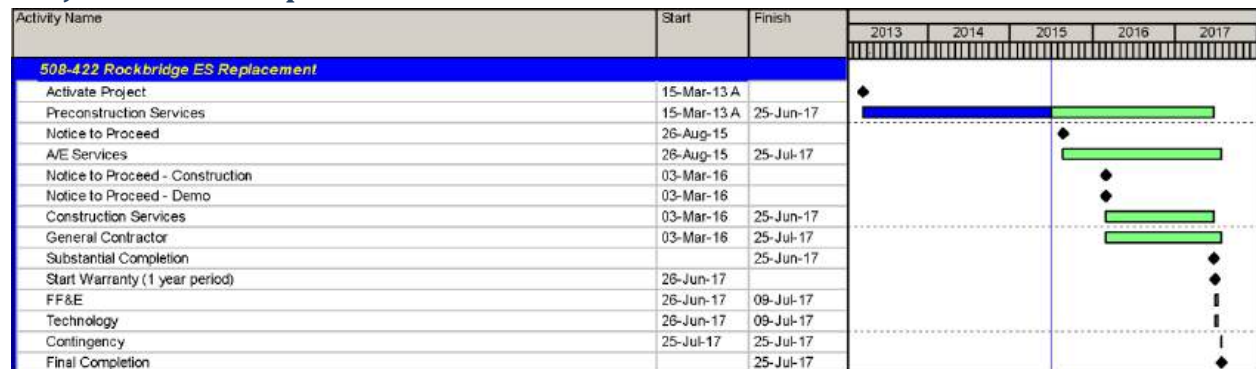 Activity Name Start Finish
2013 2014 2015 2016 2017
508-422 Rockbridge ES Replacement
Activate Project 15-Mar-13 A
Preconstruction Services 15-Mar-13 A 25-Jun-17
Notice to Proceed 26-Aug-15
A/E Services 26-Aug-15 25-Jul-17
Notice to Proceed - Construction 03-Mar-16
Notice to Proceed - Demo 03-Mar-16
Construction Services 03-Mar-16 25-Jun-17
General Contractor 03-Mar-16 25-Jul-17
Substantial Completion 25-Jun-17
Start Warranty (1 year period) 26-Jun-17
FF&E 26-Jun-17 09-Jul-17
Technology 26-Jun-17 09-Jul-17
Contingency 25-Jul-17 25-Jul-17
Final Completion 25-Jul-17